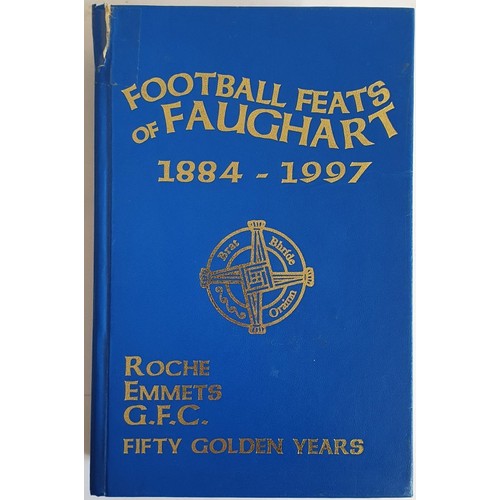 FOOTBALL FEATS
OF FAUGHART
1884 - 1997
Brat Bhríde
Orainn
ROCHE
EMMETS
G.F.C.
FIFTY GOLDEN YEARS